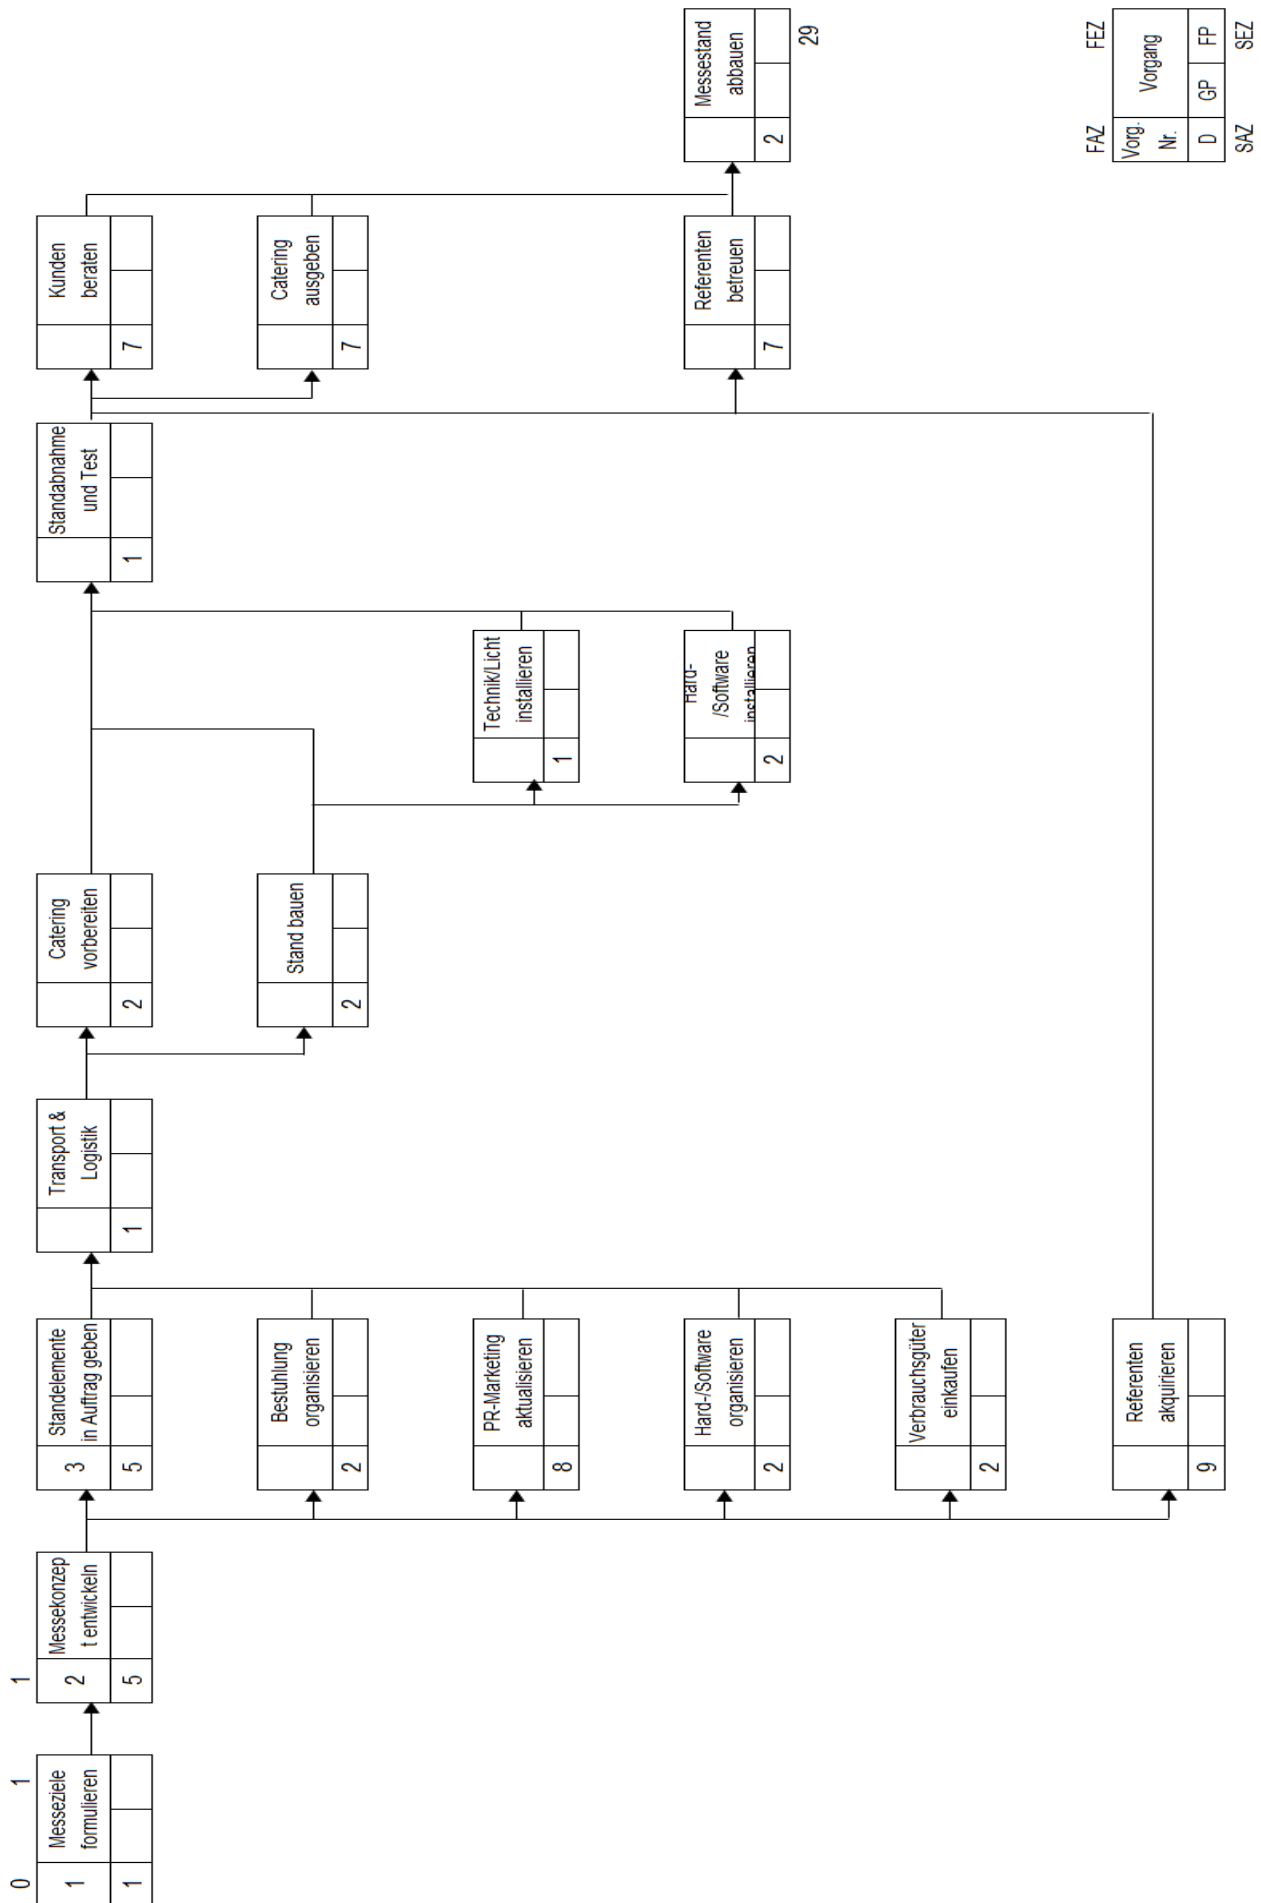 0
1
1
Messeziele
formulieren
1
1
2
Messekonzep
t entwickeln
5
3
Standelemente
in Auftrag geben
5
Bestuhlung
organisieren
2
PR-Marketing
aktualisieren
8
Hard-/Software
organisieren
2
Verbrauchsgüter
einkaufen
2
Referenten
akquirieren
9
Transport &
Logistik
1
Catering
vorbereiten
2
Stand bauen
2
Technik/Licht
installieren
1
Hard-
/Software
installieren
2
Standabnahme
und Test
1
Kunden
beraten
7
Catering
ausgeben
7
Referenten
betreuen
7
Messestand
abbauen
2
29
FAZ
FEZ
Vorg.
Nr.
Vorgang
D
GP
FP
SAZ
SEZ